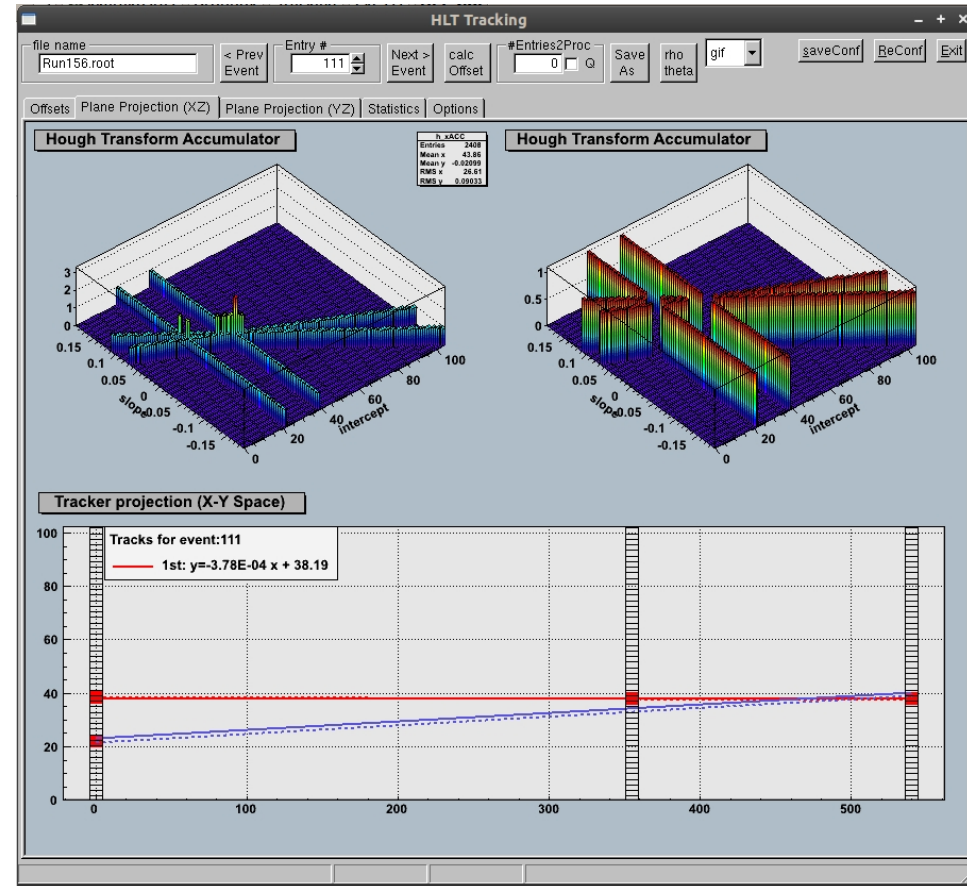 HLT Tracking
file name
Run156.root
< Prev
Event
Entry #
111
Next >
Event
calc
Offset
#Entries2Proc
0
Q
Save
As
rho
theta
gif
saveConf
ReConf
Exit
Offsets
Plane Projection (XZ)
Plane Projection (YZ)
Statistics
Options
Hough Transform Accumulator
h_xACC
Entries 2408
Mean x 43.86
Mean y -0.02099
RMS x 26.61
RMS y 0.09033
3
2
1
0
0.15
0.1
0.05
0
0.05
-0.1
-0.15
slope
0
20
40
60
80
100
intercept
Hough Transform Accumulator
1
0.5
0
0.15
0.1
0.05
0
0.05
-0.1
-0.15
slope
0
20
40
60
80
100
intercept
Tracker projection (X-Y Space)
Tracks for event:111
1st: y=-3.78E-04 x + 38.19
100
80
60
40
20
0
0
100
200
300
400
500